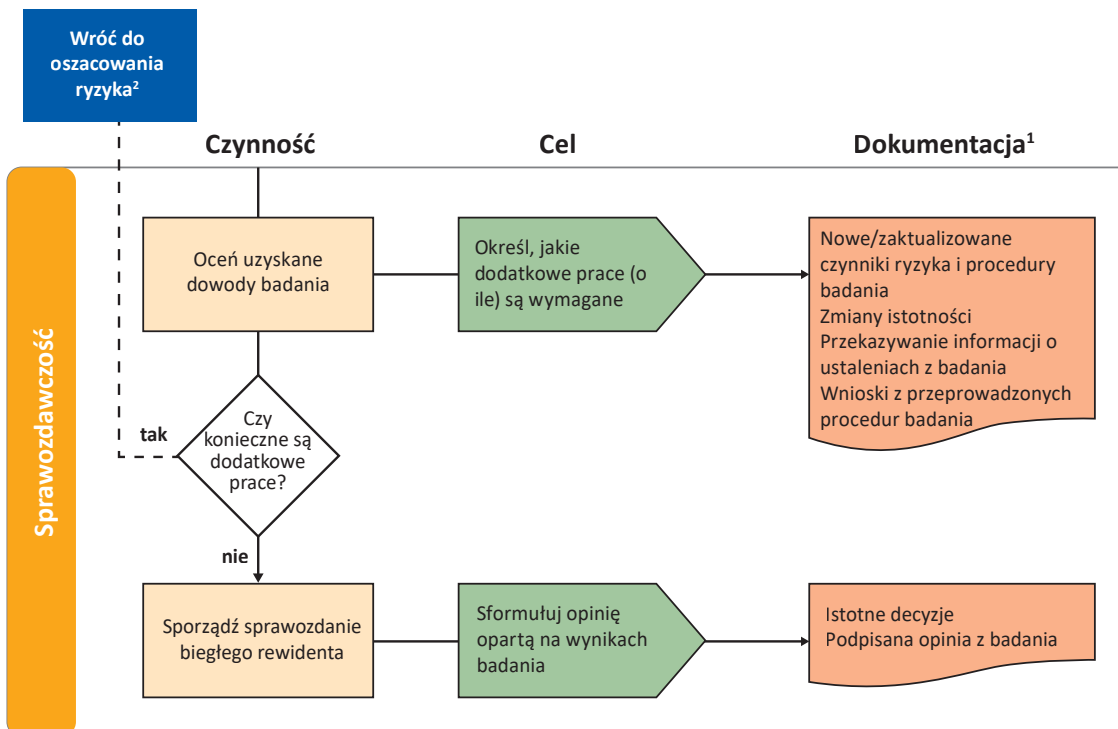 Wróć do
oszacowania
ryzyka²
Czynność
Cel
Dokumentacja¹
Sprawozdawczość
Oceń uzyskane
dowody badania
Określ, jakie
dodatkowe prace (o
ile) są wymagane
Nowe/zaktualizowane
czynniki ryzyka i procedury
badania
Zmiany istotności
Przekazywanie informacji o
ustaleniach z badania
Wnioski z przeprowadzonych
procedur badania
tak
Czy
konieczne są
dodatkowe
prace?
nie
Sporządź sprawozdanie
biegłego rewidenta
Sformułuj opinię
opartą na wynikach
badania
Istotne decyzje
Podpisana opinia z badania